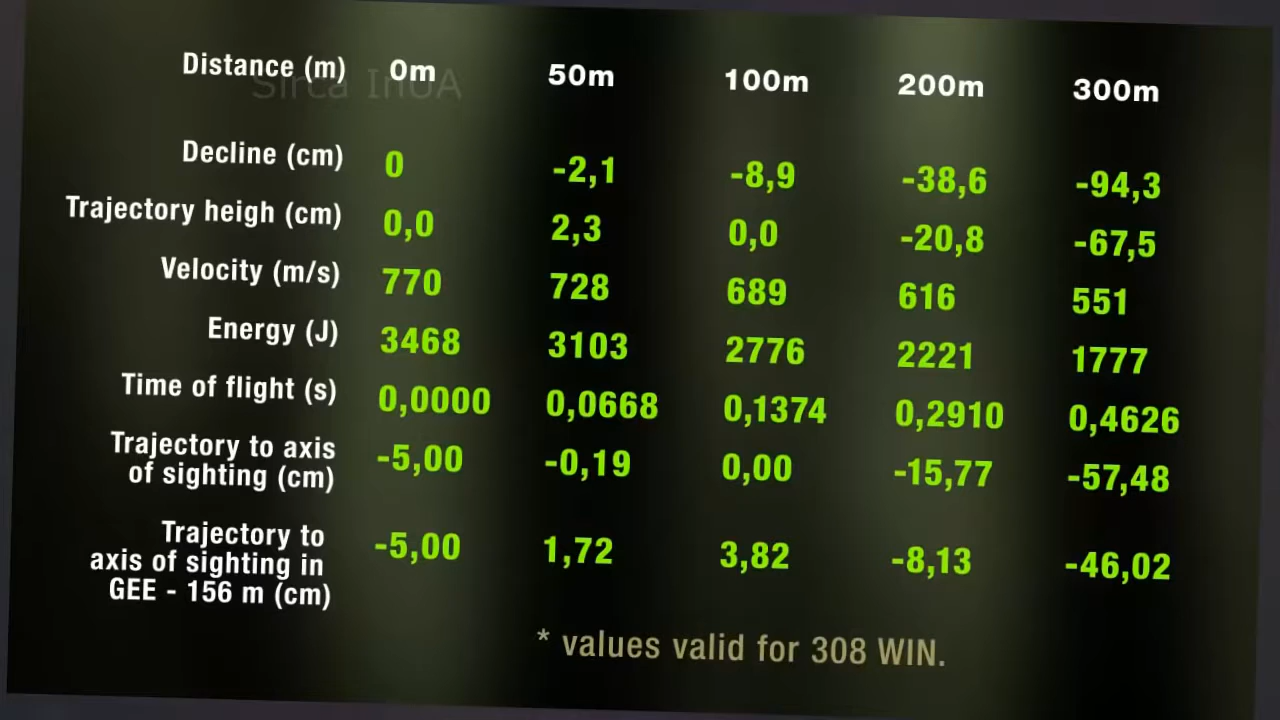 Distance (m) 0m 50m 100m 200m 300m
Decline (cm) 0 -2,1 -8,9 -38,6 -94,3
Trajectory heigh (cm) 0,0 2,3 0,0 -20,8 -67,5
Velocity (m/s) 770 728 689 616 551
Energy (J) 3468 3103 2776 2221 1777
Time of flight (s) 0,0000 0,0668 0,1374 0,2910 0,4626
Trajectory to axis
of sighting (cm) -5,00 -0,19 0,00 -15,77 -57,48
Trajectory to
axis of sighting in
GEE - 156 m (cm) -5,00 1,72 3,82 -8,13 -46,02
* values valid for 308 WIN.